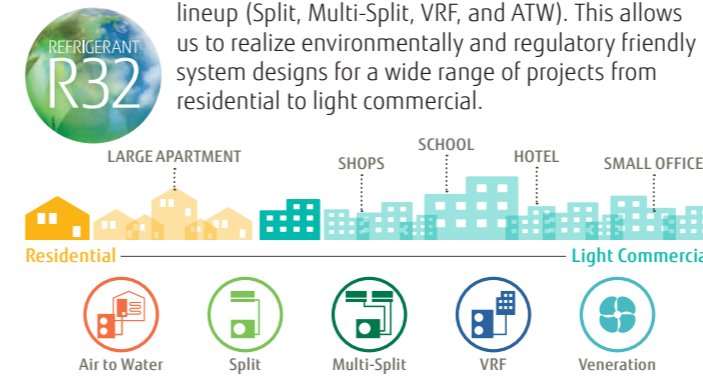 lineup (Split, Multi-Split, VRF, and ATW). This allows
us to realize environmentally and regulatory friendly
system designs for a wide range of projects from
residential to light commercial.
REFRIGERANT
R32
LARGE APARTMENT
SHOPS
SCHOOL
HOTEL
SMALL OFFICE
Residential
Light Commercia
Air to Water
Split
Multi-Split
VRF
Veneration